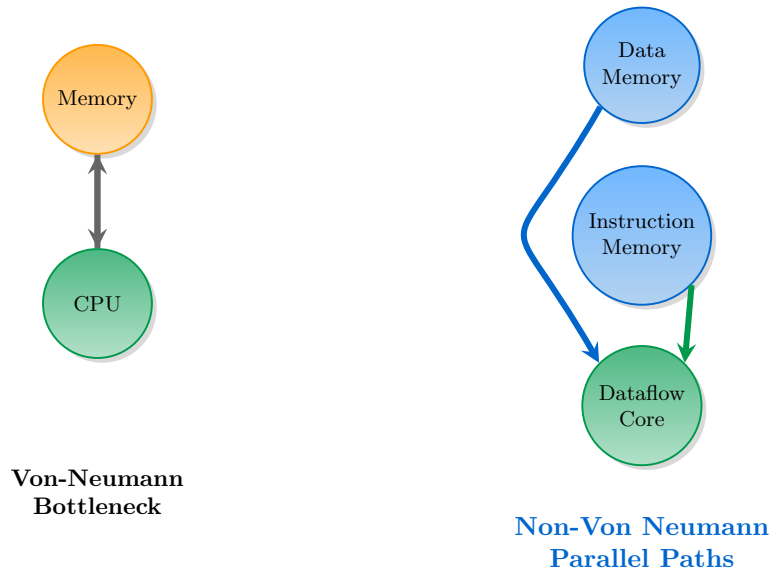 Memory
CPU
Von-Neumann
Bottleneck
Data
Memory
Instruction
Memory
Dataflow
Core
Non-Von Neumann
Parallel Paths